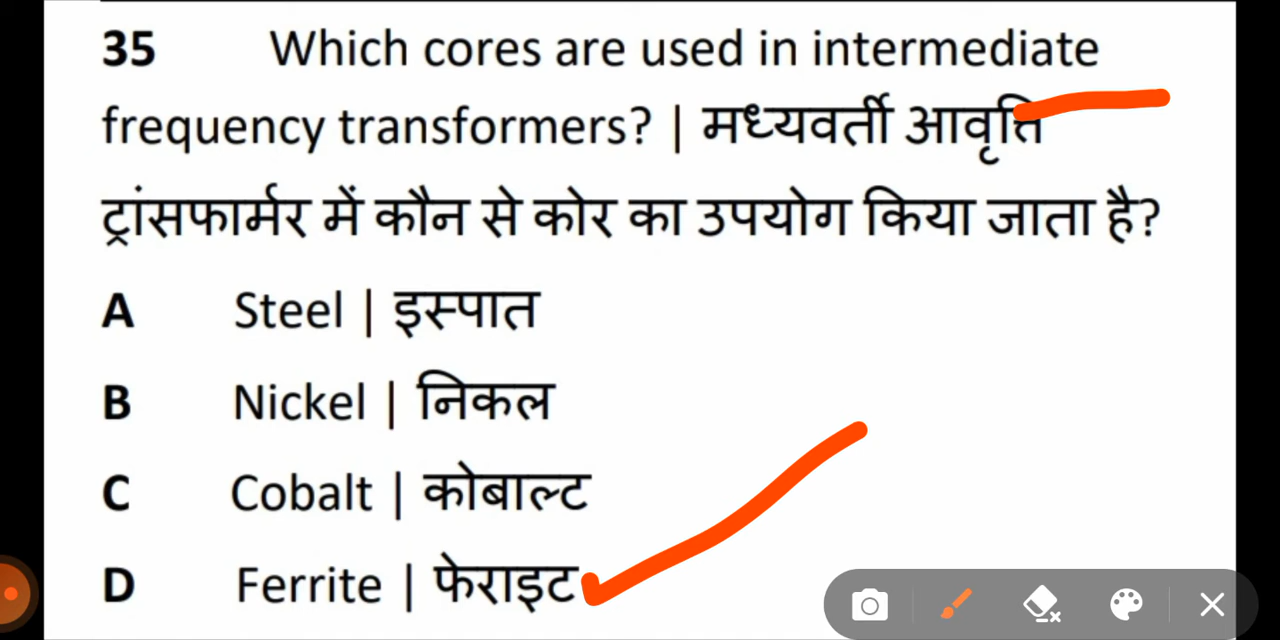 35 Which cores are used in intermediate
frequency transformers? | मध्यवर्ती आवृत्ति
ट्रांसफार्मर में कौन से कोर का उपयोग किया जाता है?
A Steel | इस्पात
B Nickel | निकल
C Cobalt | कोबाल्ट
D Ferrite | फेराइट